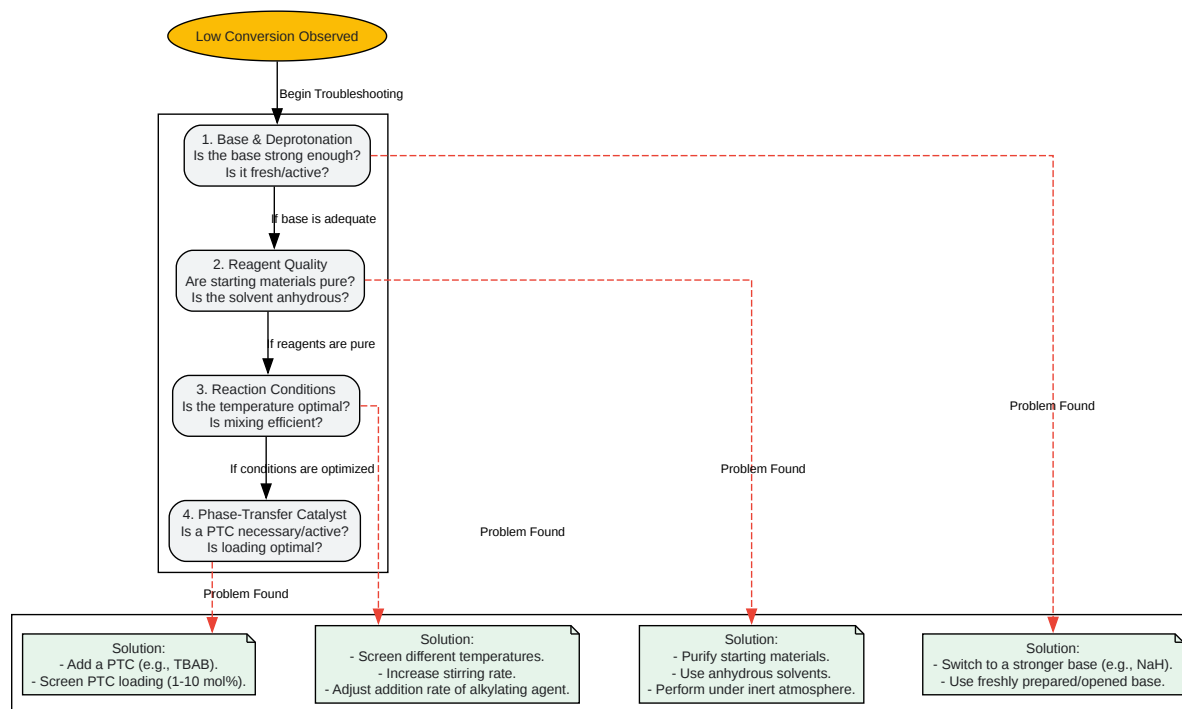 Low Conversion Observed
Begin Troubleshooting
1. Base & Deprotonation
Is the base strong enough?
Is it fresh/active?
If base is adequate
2. Reagent Quality
Are starting materials pure?
Is the solvent anhydrous?
If reagents are pure
3. Reaction Conditions
Is the temperature optimal?
Is mixing efficient?
Problem Found
If conditions are optimized
Problem Found
4. Phase-Transfer Catalyst
Is a PTC necessary/active?
Is loading optimal?
Problem Found
Problem Found
Solution:
- Add a PTC (e.g., TBAB).
- Screen PTC loading (1-10 mol%).
Solution:
- Screen different temperatures.
- Increase stirring rate.
- Adjust addition rate of alkylating agent.
Solution:
- Purify starting materials.
- Use anhydrous solvents.
- Perform under inert atmosphere.
Solution:
- Switch to a stronger base (e.g., NaH).
- Use freshly prepared/opened base.